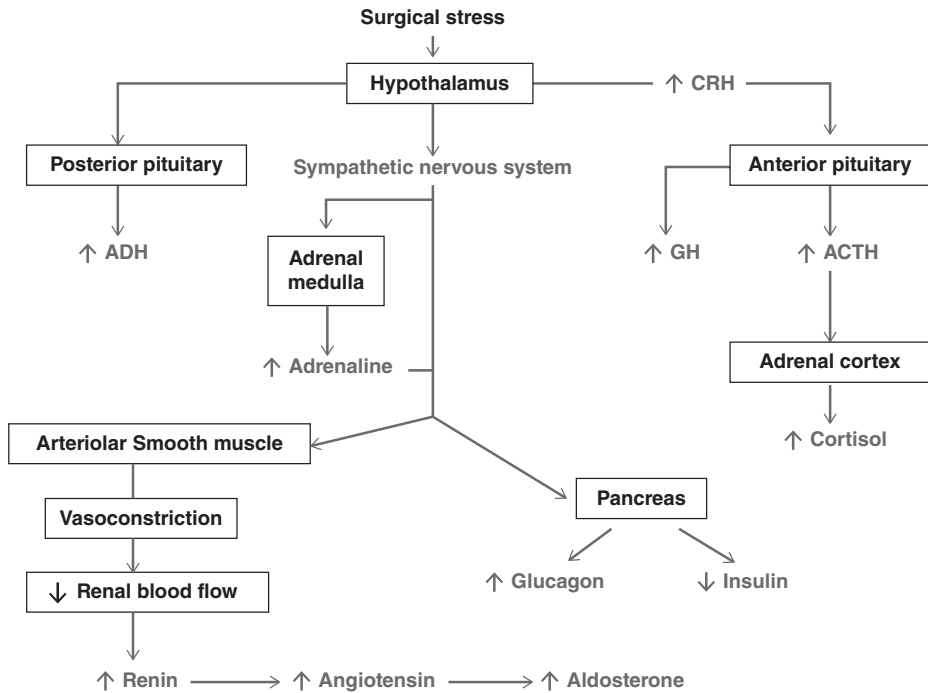 Surgical stress
Hypothalamus
↑ CRH
Posterior pituitary
Sympathetic nervous system
Anterior pituitary
↑ ADH
Adrenal
medulla
↑ GH
↑ ACTH
↑ Adrenaline
Adrenal cortex
↑ Cortisol
Arteriolar Smooth muscle
Pancreas
Vasoconstriction
↑ Glucagon
↓ Insulin
↓ Renal blood flow
↑ Renin
↑ Angiotensin
↑ Aldosterone